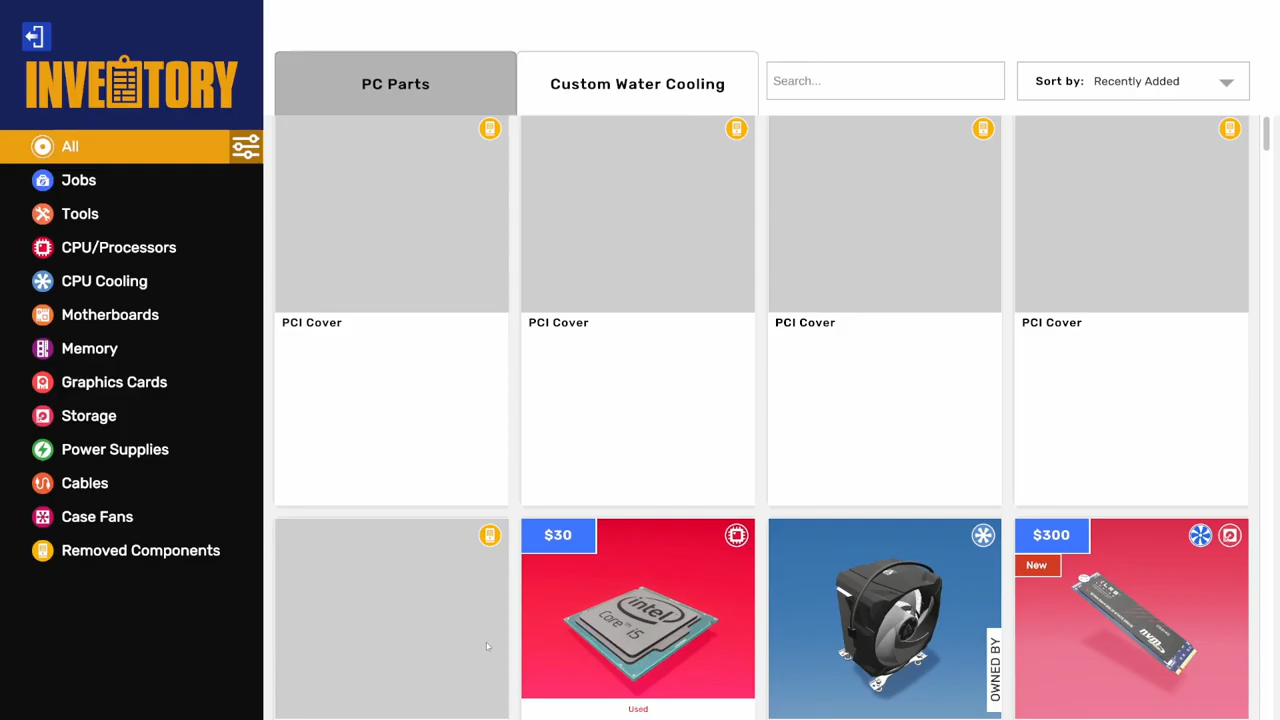 INVENTORY
All
Jobs
Tools
CPU/Processors
CPU Cooling
Motherboards
Memory
Graphics Cards
Storage
Power Supplies
Cables
Case Fans
Removed Components
PC Parts
Custom Water Cooling
Search...
Sort by: Recently Added
PCI Cover
PCI Cover
PCI Cover
PCI Cover
$30
intel
Core™ i5
Used
OWNED BY
$300
New
nvme